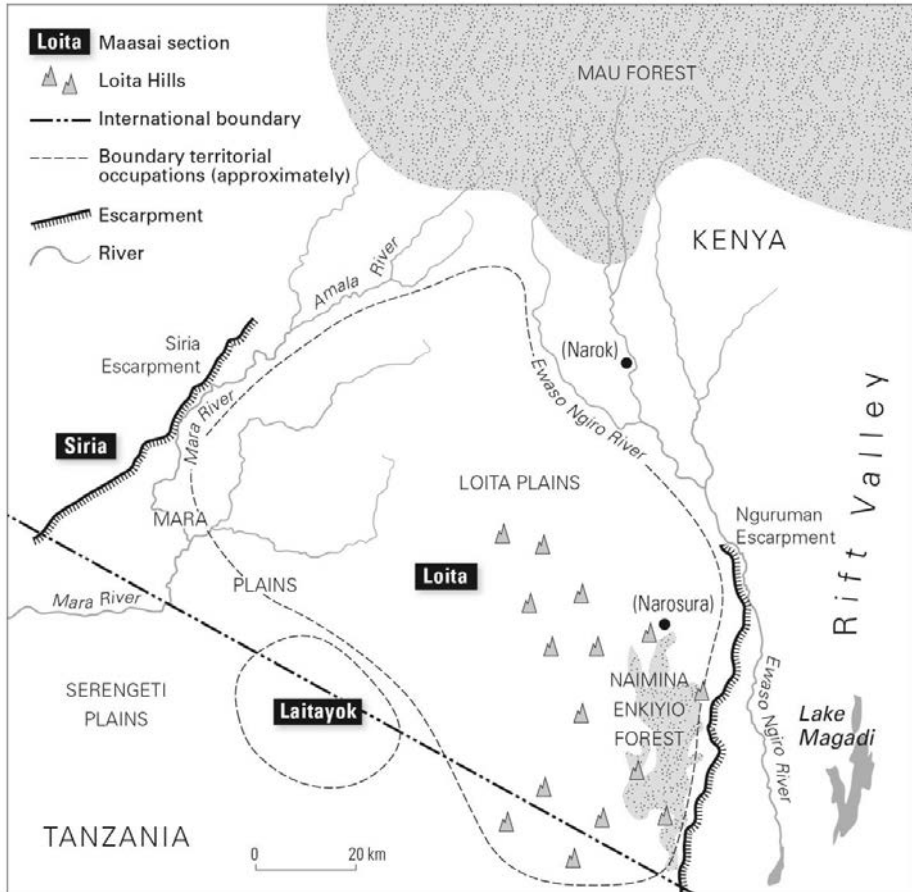 Loita Maasai section
Loita Hills
International boundary
Boundary territorial
occupations (approximately)
Escarpment
River
MAU FOREST
KENYA
Amala River
Siria
Escarpment
(Narok)
Ewaso Ngiro River
Mara River
Siria
LOITA PLAINS
Rift Valley
Nguruman
Escarpment
MARA
PLAINS
Loita
Mara River
(Narosura)
SERENGETI
PLAINS
Laitayok
NAIMINA
ENKIYIO
FOREST
Ewaso Ngiro River
Lake
Magadi
TANZANIA
0 20 km